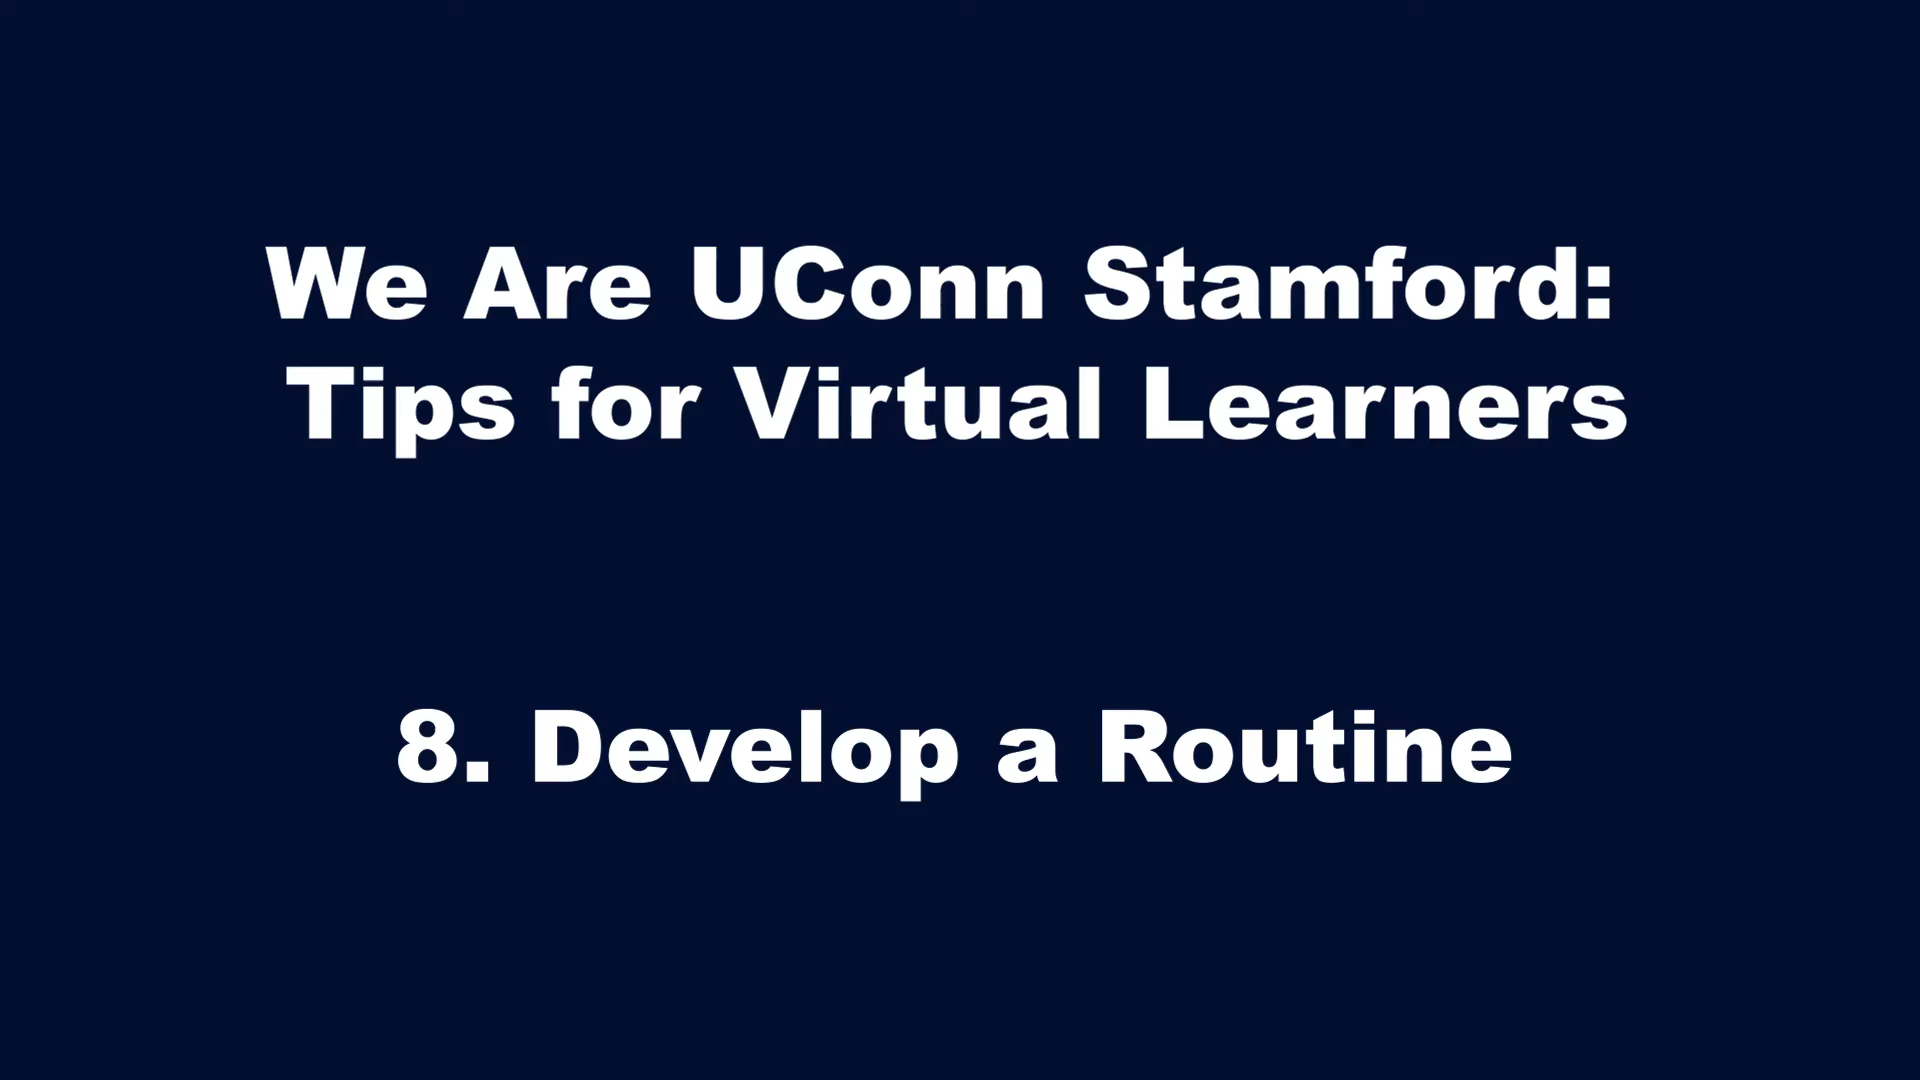 We Are UConn Stamford:
Tips for Virtual Learners
8. Develop a Routine